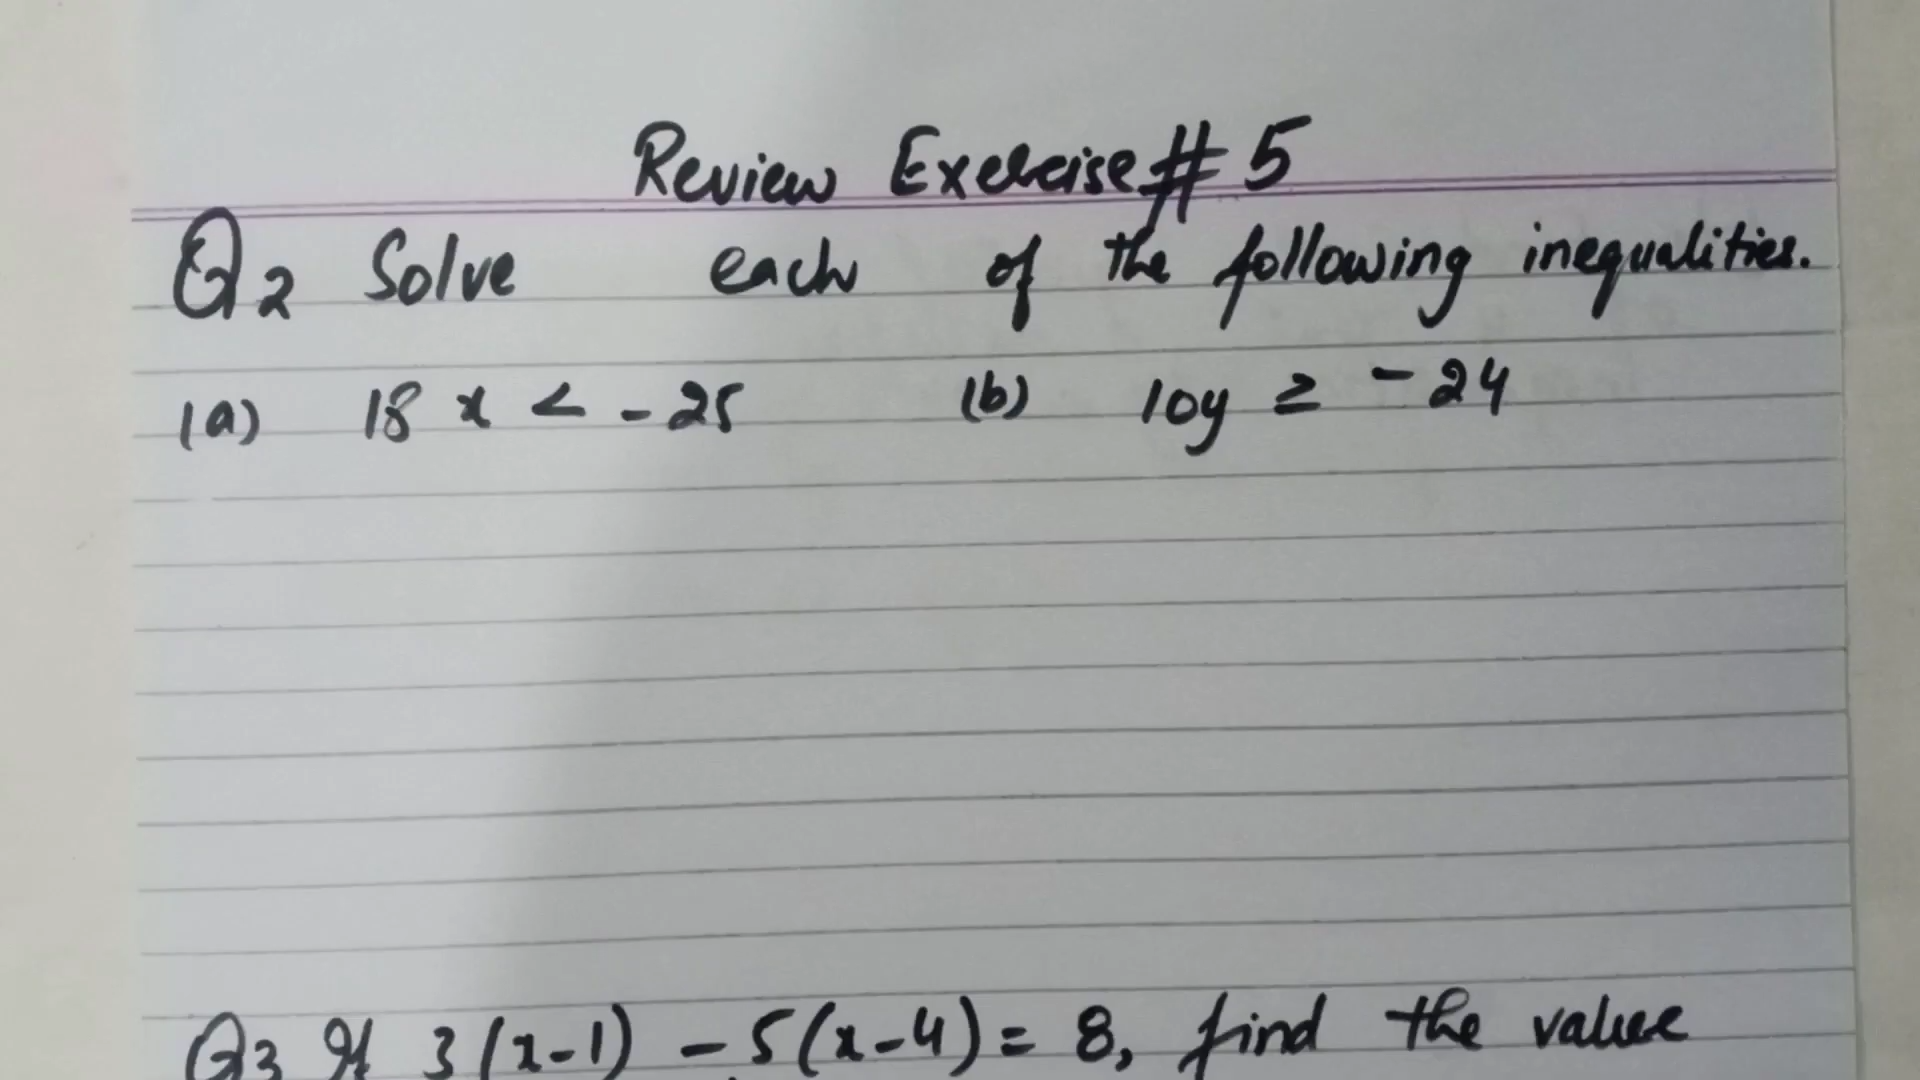 Review Exercise # 5
Q2 Solve each of the following inequalities.
(a) 18x < -25 (b) 10y ≥ -24
Q3 If 3(x-1) - 5(x-4) = 8, find the value